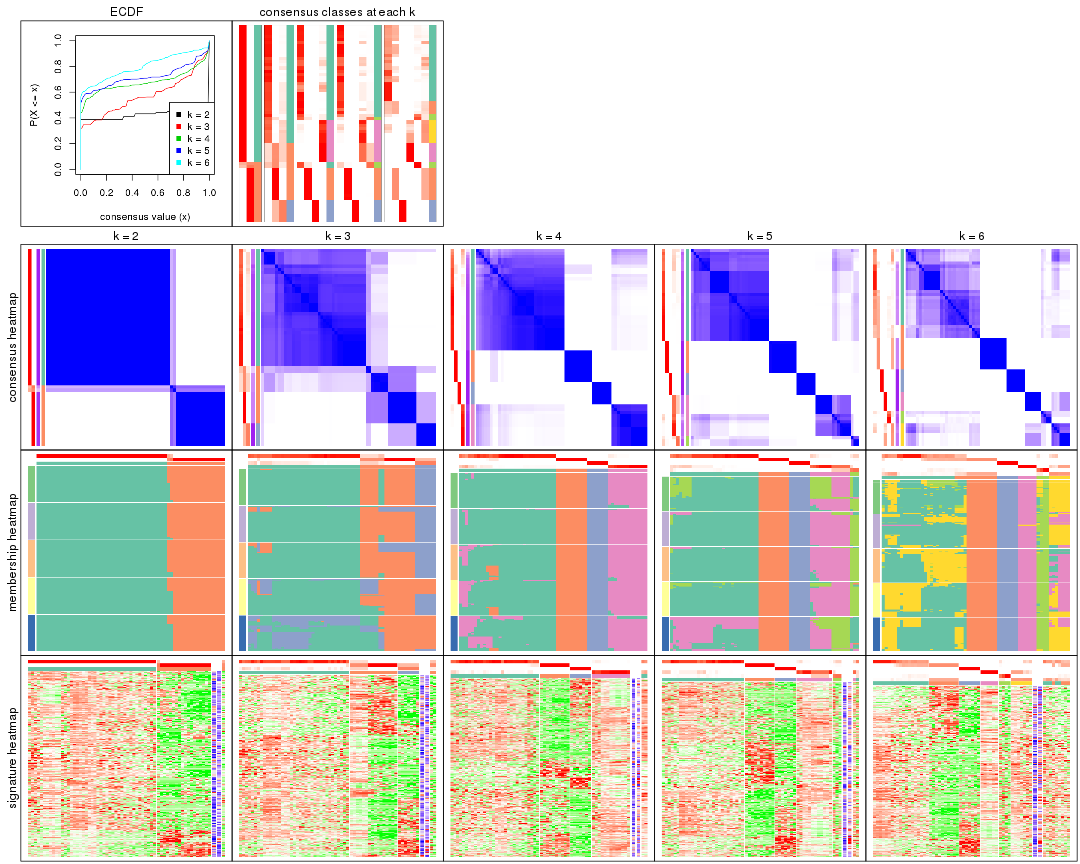 ECDF
consensus classes at each k
P(X <= x)
0.0 0.2 0.4 0.6 0.8 1.0
k = 2
k = 3
k = 4
k = 5
k = 6
0.0 0.2 0.4 0.6 0.8 1.0
consensus value (x)
k = 2
k = 3
k = 4
k = 5
k = 6
consensus heatmap
membership heatmap
signature heatmap